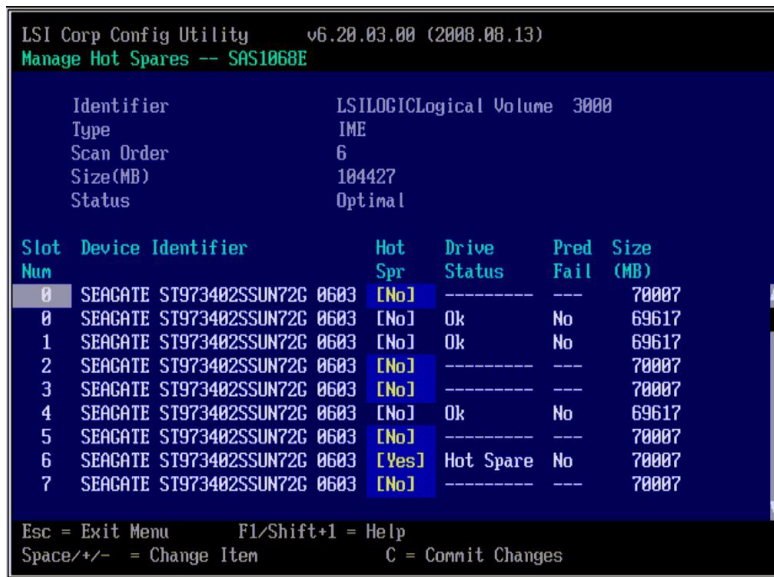 LSI Corp Config Utility v6.20.03.00 (2008.08.13)
Manage Hot Spares -- SAS1068E
Identifier LSILOGICLogical Volume 3000
Type IME
Scan Order 6
Size(MB) 104427
Status Optimal
Slot Device Identifier Hot Drive Pred Size
Num Spr Status Fail (MB)
0 SEAGATE ST973402SSUN72G 0603 [No] --------- --- 70007
0 SEAGATE ST973402SSUN72G 0603 [No] Ok No 69617
1 SEAGATE ST973402SSUN72G 0603 [No] Ok No 69617
2 SEAGATE ST973402SSUN72G 0603 [No] --------- --- 70007
3 SEAGATE ST973402SSUN72G 0603 [No] --------- --- 70007
4 SEAGATE ST973402SSUN72G 0603 [No] Ok No 69617
5 SEAGATE ST973402SSUN72G 0603 [No] --------- --- 70007
6 SEAGATE ST973402SSUN72G 0603 [Yes] Hot Spare No 70007
7 SEAGATE ST973402SSUN72G 0603 [No] --------- --- 70007
Esc = Exit Menu F1/Shift+1 = Help
Space/+/- = Change Item C = Commit Changes